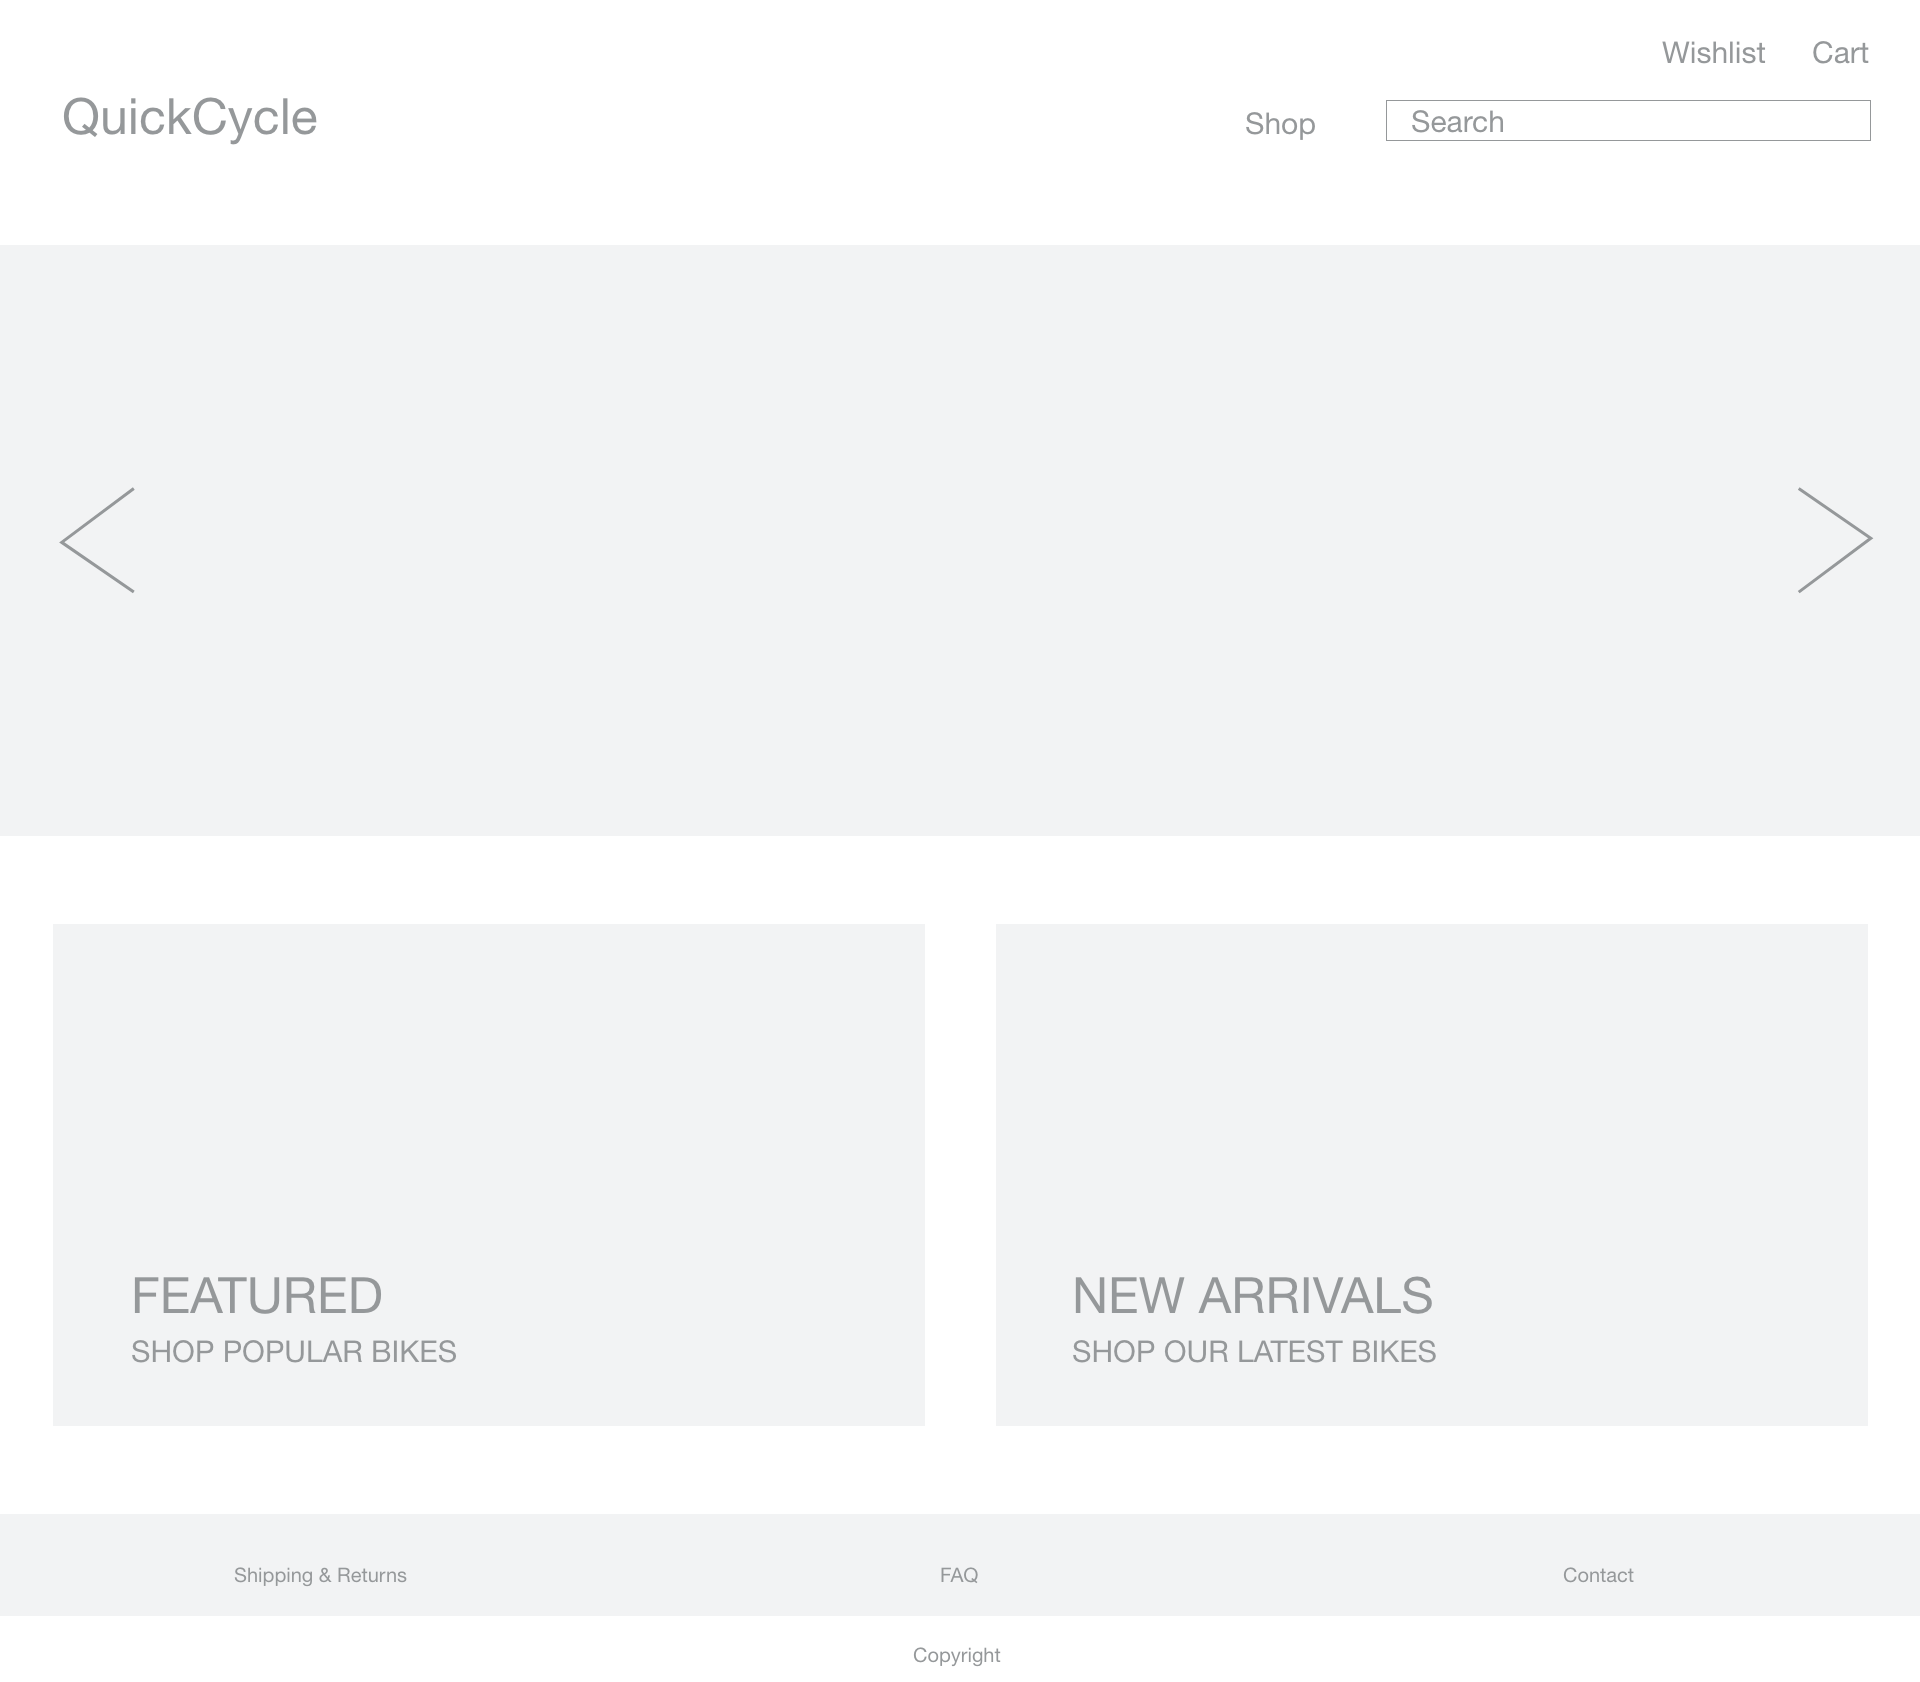 Wishlist Cart
QuickCycle
Shop
Search
FEATURED
SHOP POPULAR BIKES
NEW ARRIVALS
SHOP OUR LATEST BIKES
Shipping & Returns
FAQ
Contact
Copyright